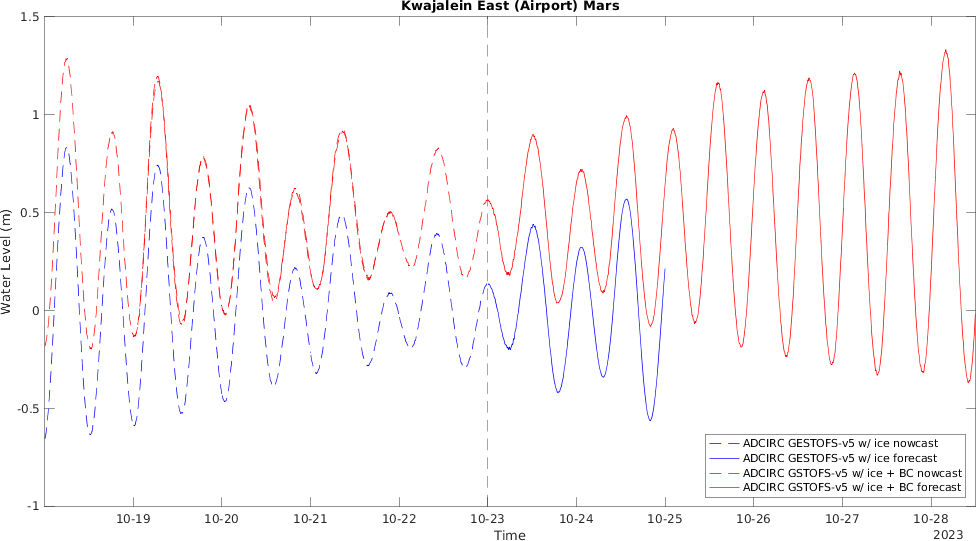 Kwajalein East (Airport) Mars
1.5
1
0.5
0
-0.5
-1
Water Level (m)
10-19 10-20 10-21 10-22 10-23 10-24 10-25 10-26 10-27 10-28
Time
2023
ADCIRC GESTOFS-v5 w/ ice nowcast
ADCIRC GESTOFS-v5 w/ ice forecast
ADCIRC GSTOFS-v5 w/ ice + BC nowcast
ADCIRC GSTOFS-v5 w/ ice + BC forecast